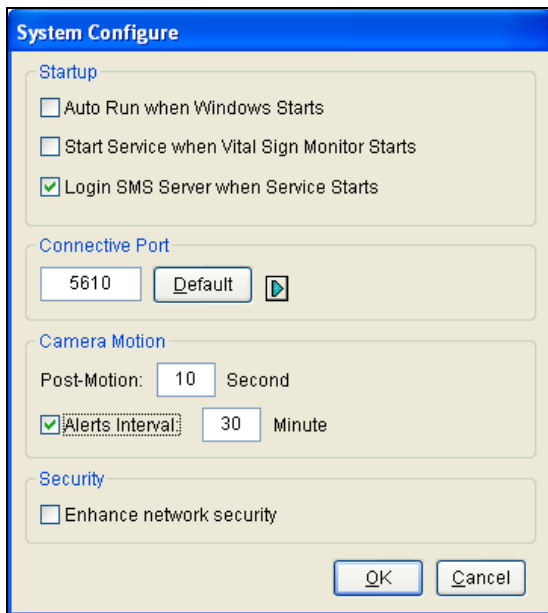 System Configure
Startup
Auto Run when Windows Starts
Start Service when Vital Sign Monitor Starts
Login SMS Server when Service Starts
Connective Port
5610 Default
Camera Motion
Post-Motion: 10 Second
Alerts Interval: 30 Minute
Security
Enhance network security
OK Cancel